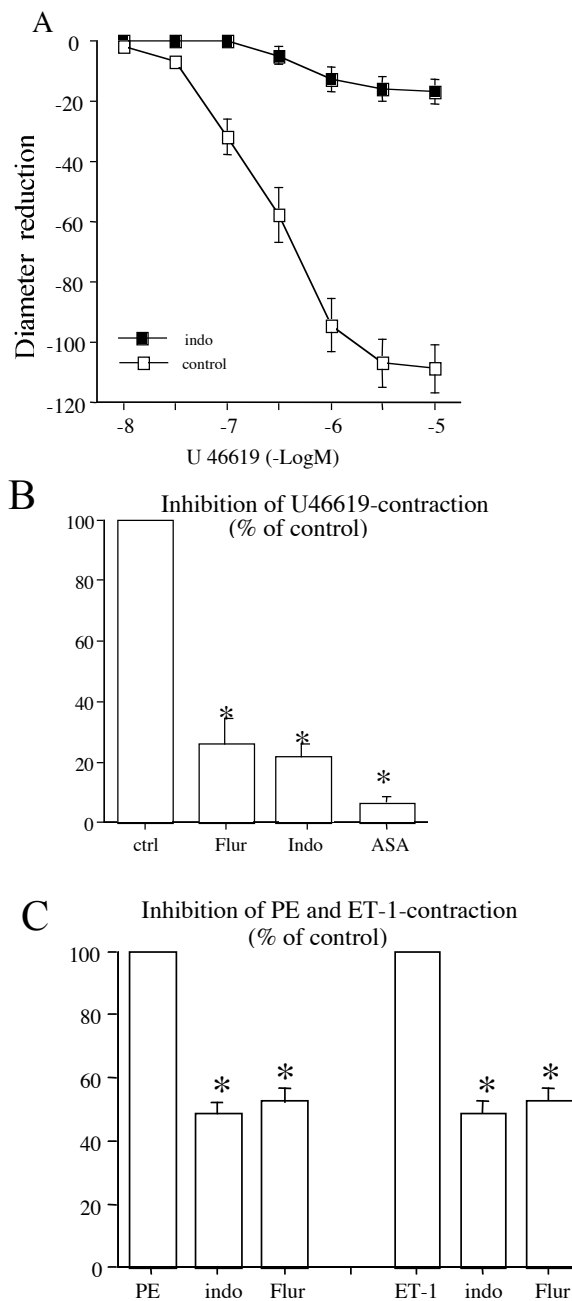 A
0
-20
-40
-60
-80
-100
-120
Diameter reduction
indo
control
-8 -7 -6 -5
U 46619 (-LogM)
B
Inhibition of U46619-contraction
(% of control)
100
80
60
40
20
0
*
*
*
ctrl Flur Indo ASA
C
Inhibition of PE and ET-1-contraction
(% of control)
100
80
60
40
20
0
* * * *
PE indo Flur ET-1 indo Flur